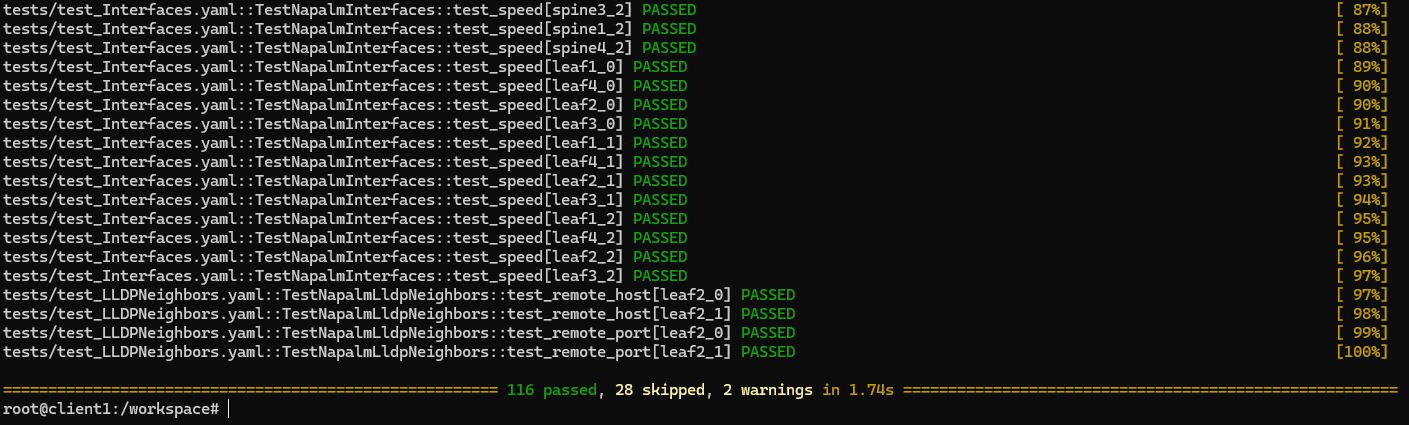 tests/test_Interfaces.yaml::TestNapalmInterfaces::test_speed[spine3_2] PASSED [ 87%]
tests/test_Interfaces.yaml::TestNapalmInterfaces::test_speed[spine1_2] PASSED [ 88%]
tests/test_Interfaces.yaml::TestNapalmInterfaces::test_speed[spine4_2] PASSED [ 88%]
tests/test_Interfaces.yaml::TestNapalmInterfaces::test_speed[leaf1_0] PASSED [ 89%]
tests/test_Interfaces.yaml::TestNapalmInterfaces::test_speed[leaf4_0] PASSED [ 90%]
tests/test_Interfaces.yaml::TestNapalmInterfaces::test_speed[leaf2_0] PASSED [ 90%]
tests/test_Interfaces.yaml::TestNapalmInterfaces::test_speed[leaf3_0] PASSED [ 91%]
tests/test_Interfaces.yaml::TestNapalmInterfaces::test_speed[leaf1_1] PASSED [ 92%]
tests/test_Interfaces.yaml::TestNapalmInterfaces::test_speed[leaf4_1] PASSED [ 93%]
tests/test_Interfaces.yaml::TestNapalmInterfaces::test_speed[leaf2_1] PASSED [ 93%]
tests/test_Interfaces.yaml::TestNapalmInterfaces::test_speed[leaf3_1] PASSED [ 94%]
tests/test_Interfaces.yaml::TestNapalmInterfaces::test_speed[leaf1_2] PASSED [ 95%]
tests/test_Interfaces.yaml::TestNapalmInterfaces::test_speed[leaf4_2] PASSED [ 95%]
tests/test_Interfaces.yaml::TestNapalmInterfaces::test_speed[leaf2_2] PASSED [ 96%]
tests/test_Interfaces.yaml::TestNapalmInterfaces::test_speed[leaf3_2] PASSED [ 97%]
tests/test_LLDPNeighbors.yaml::TestNapalmLldpNeighbors::test_remote_host[leaf2_0] PASSED [ 97%]
tests/test_LLDPNeighbors.yaml::TestNapalmLldpNeighbors::test_remote_host[leaf2_1] PASSED [ 98%]
tests/test_LLDPNeighbors.yaml::TestNapalmLldpNeighbors::test_remote_port[leaf2_0] PASSED [ 99%]
tests/test_LLDPNeighbors.yaml::TestNapalmLldpNeighbors::test_remote_port[leaf2_1] PASSED [100%]
======================================================= 116 passed, 28 skipped, 2 warnings in 1.74s =======================================================
root@client1:/workspace#